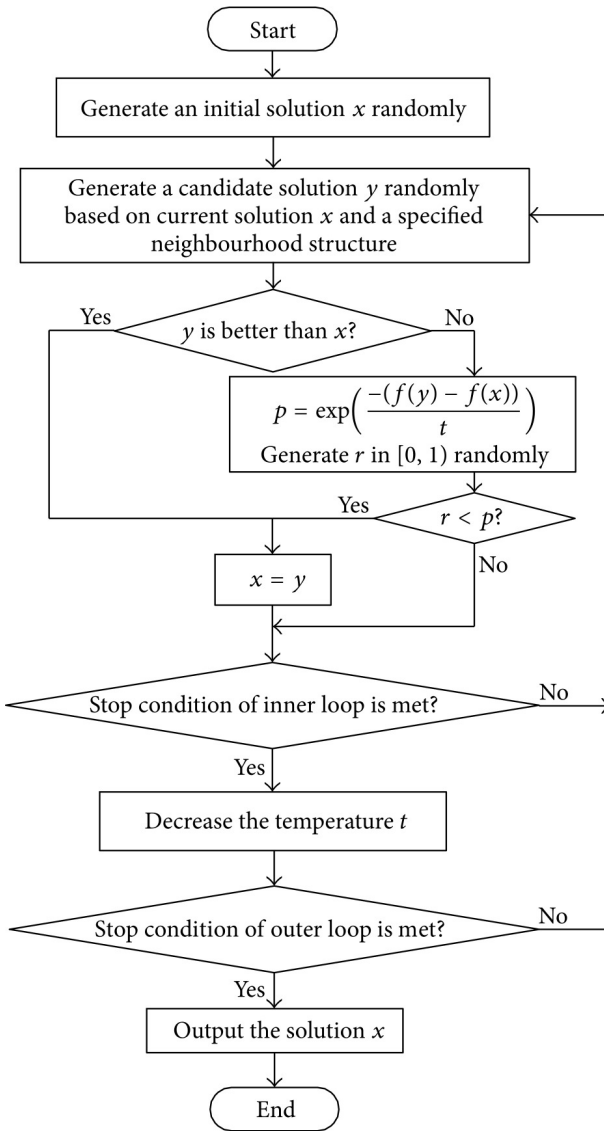 Start
Generate an initial solution x randomly
Generate a candidate solution y randomly
based on current solution x and a specified
neighbourhood structure
Yes
y is better than x?
No
p = exp(−(f(y) − f(x))/t)
Generate r in [0, 1) randomly
Yes
r < p?
No
x = y
Stop condition of inner loop is met?
No
Yes
Decrease the temperature t
Stop condition of outer loop is met?
No
Yes
Output the solution x
End